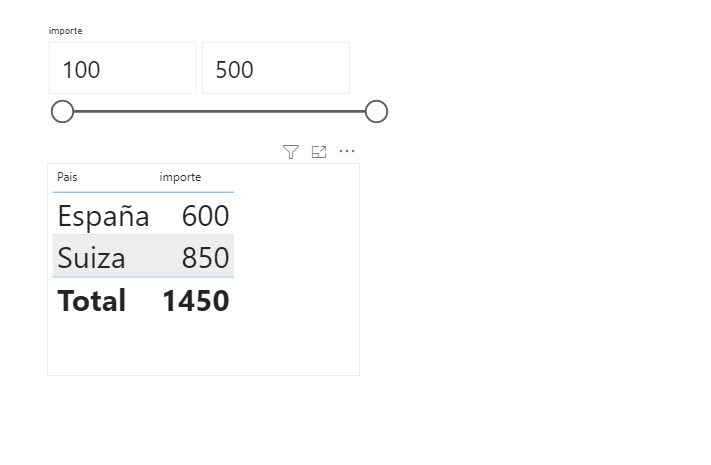 importe
100 500
Pais importe
España 600
Suiza 850
Total 1450